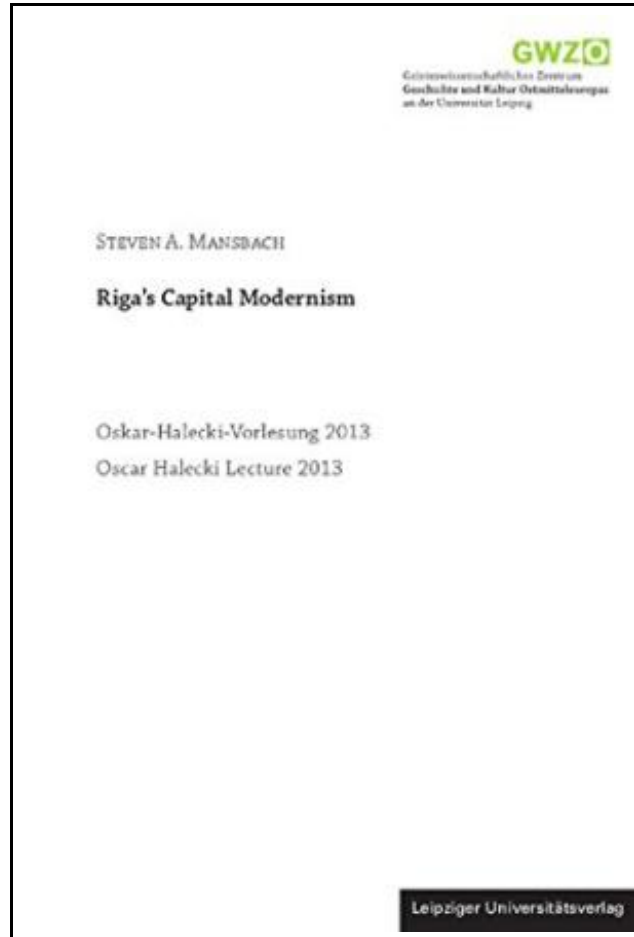 GWZO
Geisteswissenschaftliches Zentrum
Geschichte und Kultur Ostmitteleuropas
an der Universität Leipzig
STEVEN A. MANSBACH
Riga's Capital Modernism
Oskar-Halecki-Vorlesung 2013
Oscar Halecki Lecture 2013
Leipziger Universitätsverlag